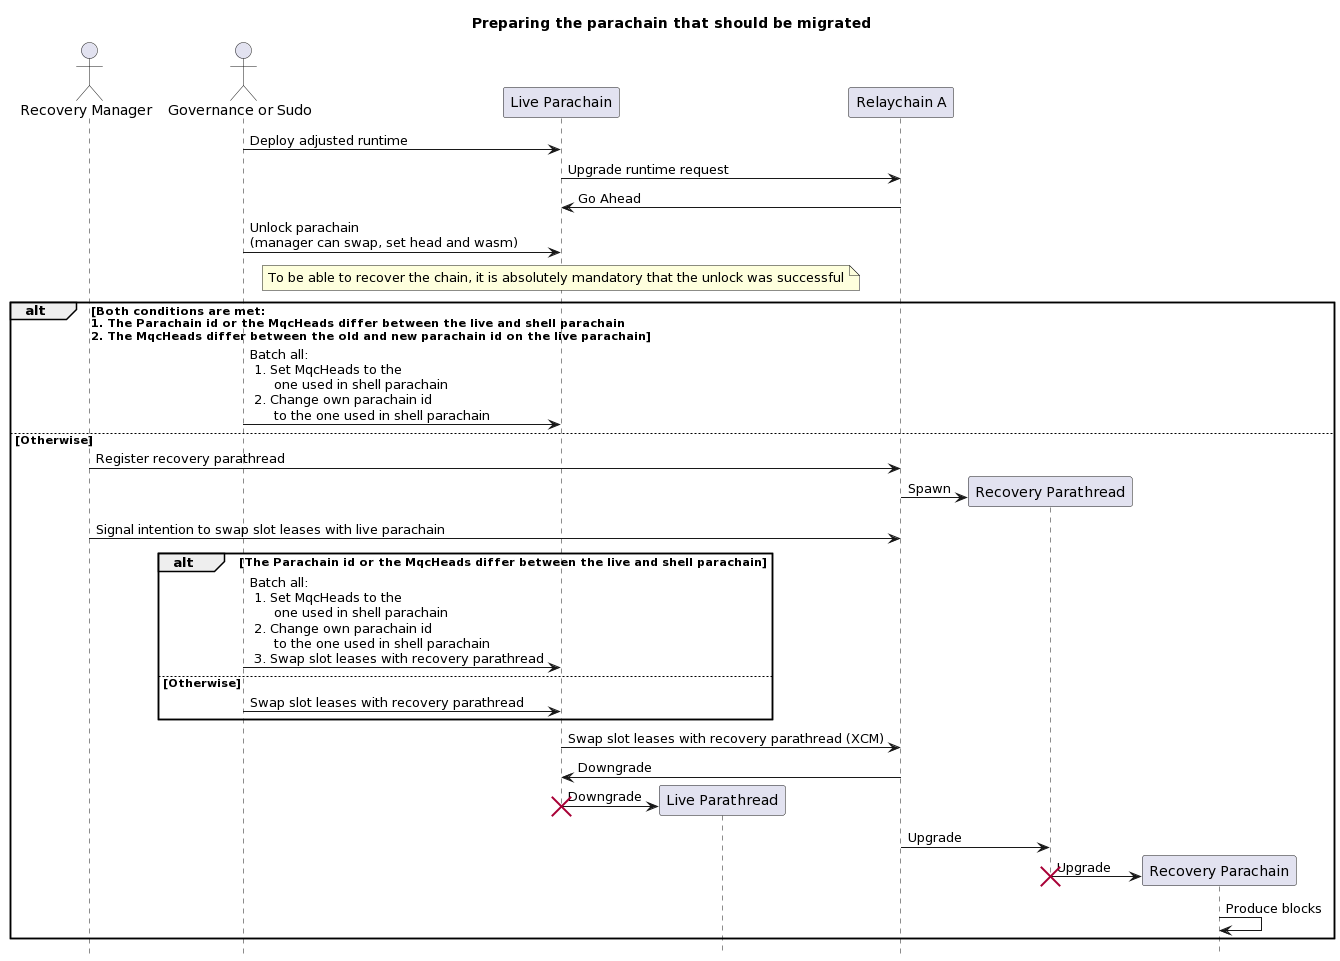 Preparing the parachain that should be migrated
Recovery Manager
Governance or Sudo
Live Parachain
Relaychain A
Deploy adjusted runtime
Upgrade runtime request
Go Ahead
Unlock parachain
(manager can swap, set head and wasm)
To be able to recover the chain, it is absolutely mandatory that the unlock was successful
alt
[Both conditions are met:
1. The Parachain id or the MqcHeads differ between the live and shell parachain
2. The MqcHeads differ between the old and new parachain id on the live parachain]
Batch all:
1. Set MqcHeads to the
one used in shell parachain
2. Change own parachain id
to the one used in shell parachain
[Otherwise]
Register recovery parathread
Spawn
Recovery Parathread
Signal intention to swap slot leases with live parachain
alt
[The Parachain id or the MqcHeads differ between the live and shell parachain]
Batch all:
1. Set MqcHeads to the
one used in shell parachain
2. Change own parachain id
to the one used in shell parachain
3. Swap slot leases with recovery parathread
[Otherwise]
Swap slot leases with recovery parathread
Swap slot leases with recovery parathread (XCM)
Downgrade
Downgrade
Live Parathread
Upgrade
Upgrade
Recovery Parachain
Produce blocks